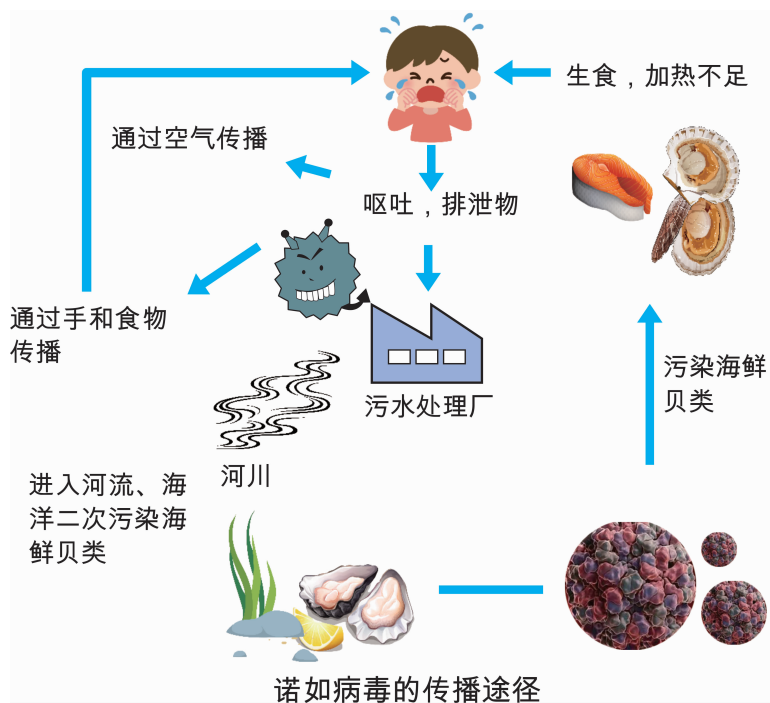 生食，加热不足
通过空气传播
呕吐，排泄物
通过手和食物
传播
污染海鲜
贝类
污水处理厂
河川
进入河流、海
洋二次污染海
鲜贝类
诺如病毒的传播途径